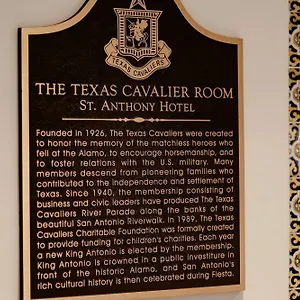 TEXAS CAVALIERS
THE TEXAS CAVALIER ROOM
ST. ANTHONY HOTEL
Founded in 1926, The Texas Cavaliers were created
to honor the memory of the matchless heroes who
fell at the Alamo, to encourage horsemanship, and
to foster relations with the U.S. military. Many
members descend from pioneering families who
contributed to the independence and settlement of
Texas. Since 1940, the membership consisting of
business and civic leaders have produced The Texas
Cavaliers River Parade along the banks of the
beautiful San Antonio Riverwalk. In 1989, The Texas
Cavaliers Charitable Foundation was formally created
to provide funding for children's charities. Each year
a new King Antonio is elected by the membership.
King Antonio is crowned in a public investiture in
front of the historic Alamo, and San Antonio's
rich cultural history is then celebrated during Fiesta.